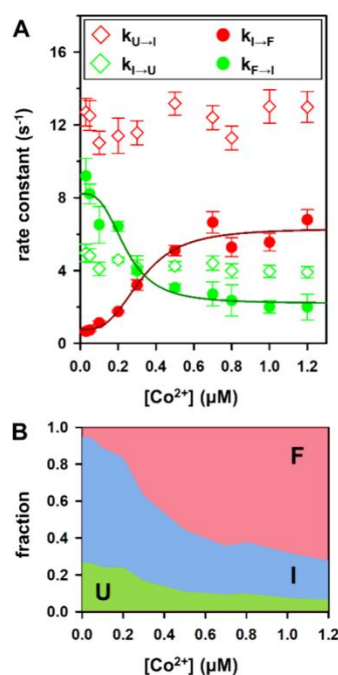 A
k_U→I
k_I→F
k_I→U
k_F→I
rate constant (s⁻¹)
16
12
8
4
0
0.0 0.2 0.4 0.6 0.8 1.0 1.2
[Co²⁺] (μM)
B
fraction
1.0
0.8
0.6
0.4
0.2
0.0
F
I
U
0.0 0.2 0.4 0.6 0.8 1.0 1.2
[Co²⁺] (μM)